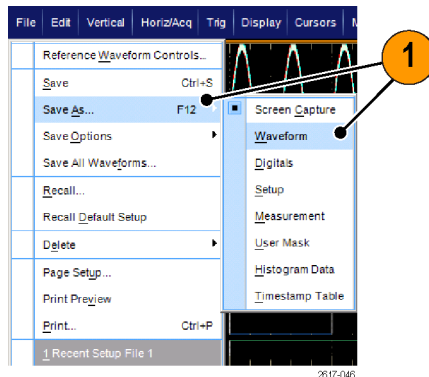 File Edit Vertical Horiz/Acq Trig Display Cursors
Reference Waveform Controls...
Save Ctrl+S
Save As... F12
Save Options
Save All Waveforms...
Recall...
Recall Default Setup
Delete
Page Setup...
Print Preview
Print... Ctrl+P
1 Recent Setup File 1
Screen Capture
Waveform
Digitals
Setup
Measurement
User Mask
Histogram Data
Timestamp Table
1
2617-046